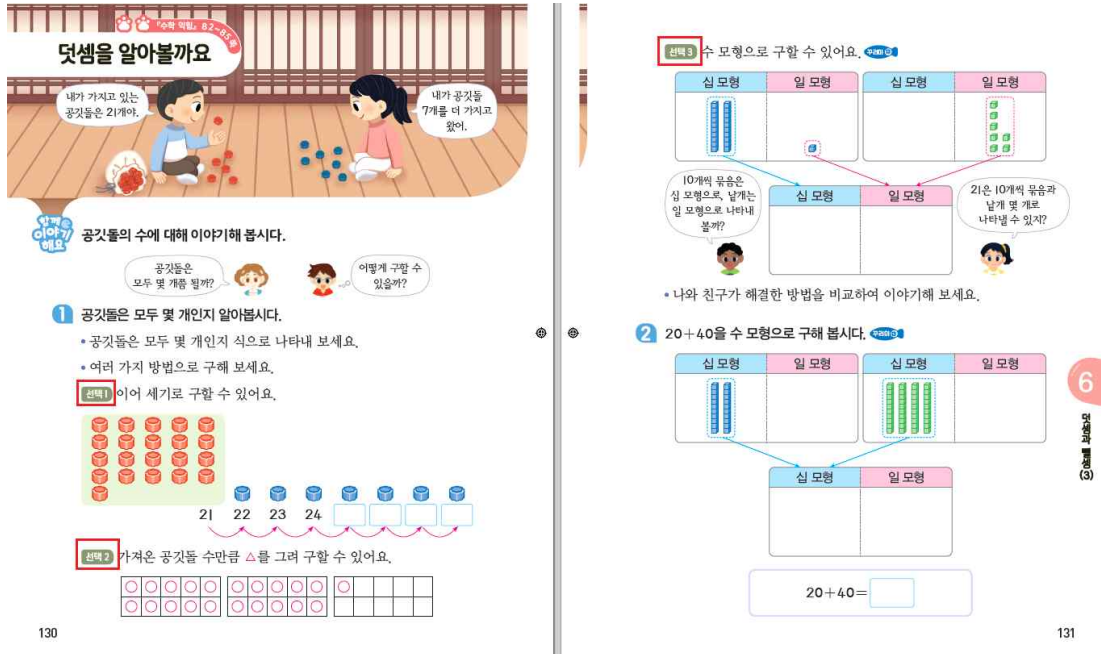 『수학 익힘』 82~85쪽
덧셈을 알아볼까요
내가 가지고 있는
공깃돌은 21개야.
내가 공깃돌
7개를 더 가지고
왔어.
함께
이야기
해요
공깃돌의 수에 대해 이야기해 봅시다.
공깃돌은
모두 몇 개쯤 될까?
어떻게 구할 수
있을까?
1 공깃돌은 모두 몇 개인지 알아봅시다.
• 공깃돌은 모두 몇 개인지 식으로 나타내 보세요.
• 여러 가지 방법으로 구해 보세요.
선택 1 이어 세기로 구할 수 있어요.
21 22 23 24
선택 2 가져온 공깃돌 수만큼 △를 그려 구할 수 있어요.
130
선택 3 수 모형으로 구할 수 있어요. 꾸러미
십 모형 일 모형 십 모형 일 모형
10개씩 묶음은
십 모형으로, 낱개는
일 모형으로 나타내
볼까?
십 모형 일 모형
21은 10개씩 묶음과
낱개 몇 개로
나타낼 수 있지?
• 나와 친구가 해결한 방법을 비교하여 이야기해 보세요.
2 20+40을 수 모형으로 구해 봅시다. 꾸러미
십 모형 일 모형 십 모형 일 모형
십 모형 일 모형
20+40=
6
덧셈과 뺄셈(3)
131